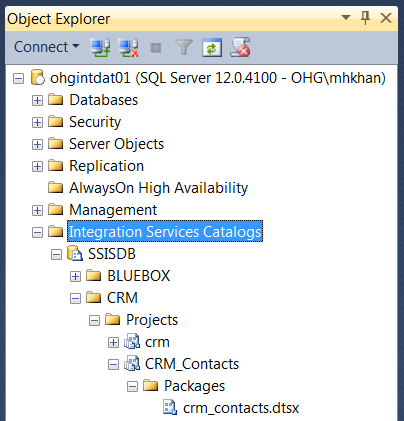 Object Explorer
Connect
ohgintdat01 (SQL Server 12.0.4100 - OHG\mhkhan)
Databases
Security
Server Objects
Replication
AlwaysOn High Availability
Management
Integration Services Catalogs
SSISDB
BLUEBOX
CRM
Projects
crm
CRM_Contacts
Packages
crm_contacts.dtsx